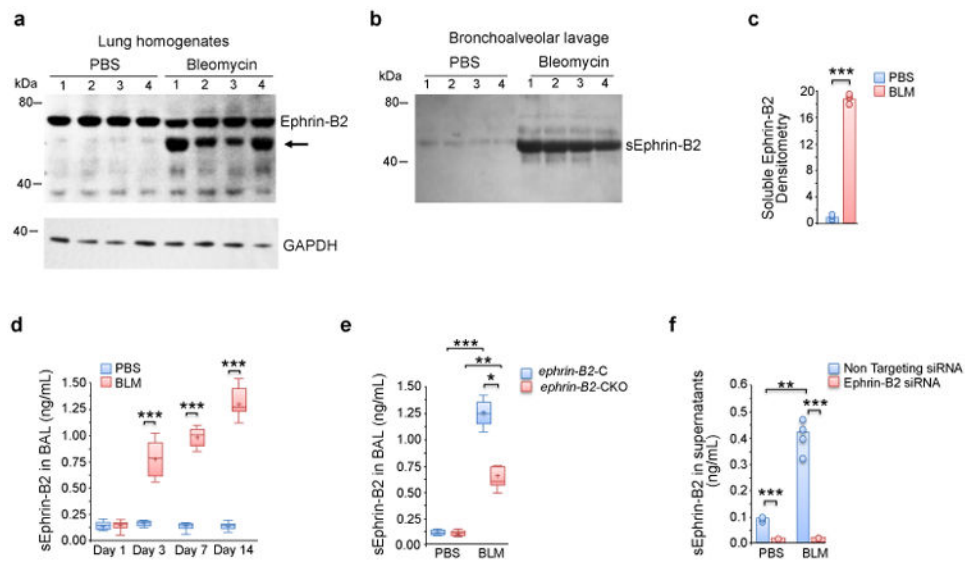 a
Lung homogenates
PBS Bleomycin
kDa 1 2 3 4 1 2 3 4
80
Ephrin-B2
40
40
GAPDH
b
Bronchoalveolar lavage
PBS Bleomycin
kDa 1 2 3 4 1 2 3 4
80
sEphrin-B2
40
c
PBS
BLM
***
20
16
12
8
4
0
Soluble Ephrin-B2
Densitometry
d
PBS
BLM
***
***
***
1.50
1.25
1.00
0.75
0.50
0.25
0.00
sEphrin-B2 in BAL (ng/mL)
Day 1 Day 3 Day 7 Day 14
e
***
**
*
ephrin-B2-C
ephrin-B2-CKO
1.50
1.25
1.00
0.75
0.50
0.25
0.00
sEphrin-B2 in BAL (ng/mL)
PBS BLM
f
Non Targeting siRNA
Ephrin-B2 siRNA
**
***
***
0.6
0.5
0.4
0.3
0.2
0.1
0.0
sEphrin-B2 in supernatants
(ng/mL)
PBS BLM